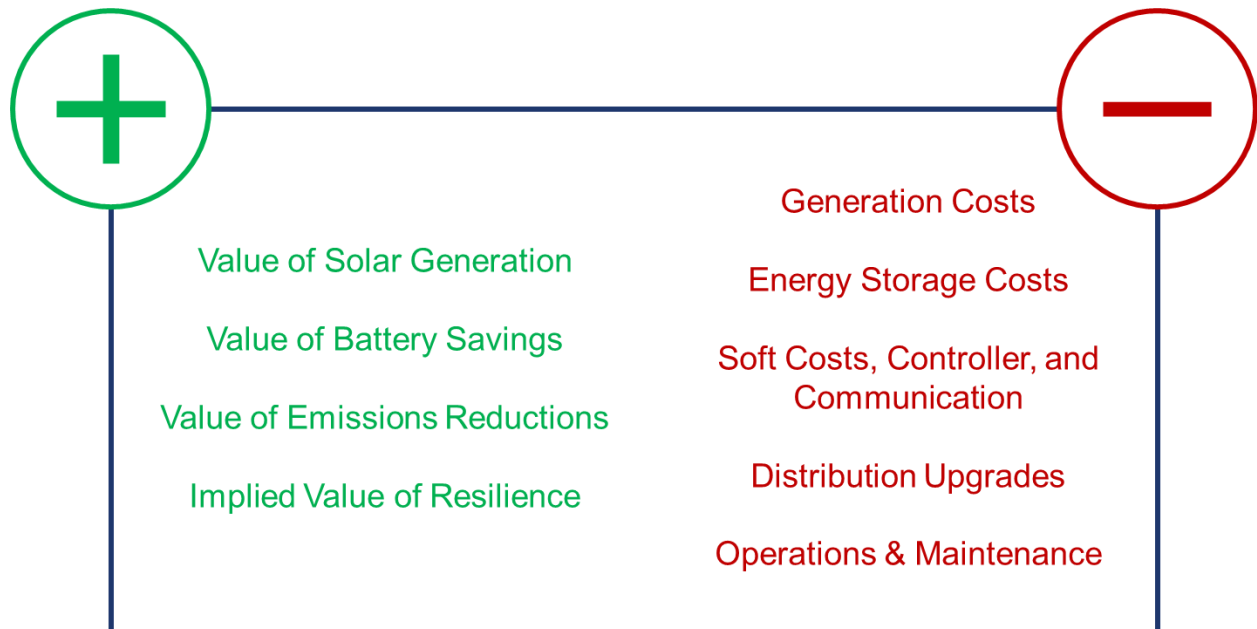 Value of Solar Generation
Value of Battery Savings
Value of Emissions Reductions
Implied Value of Resilience
Generation Costs
Energy Storage Costs
Soft Costs, Controller, and
Communication
Distribution Upgrades
Operations & Maintenance